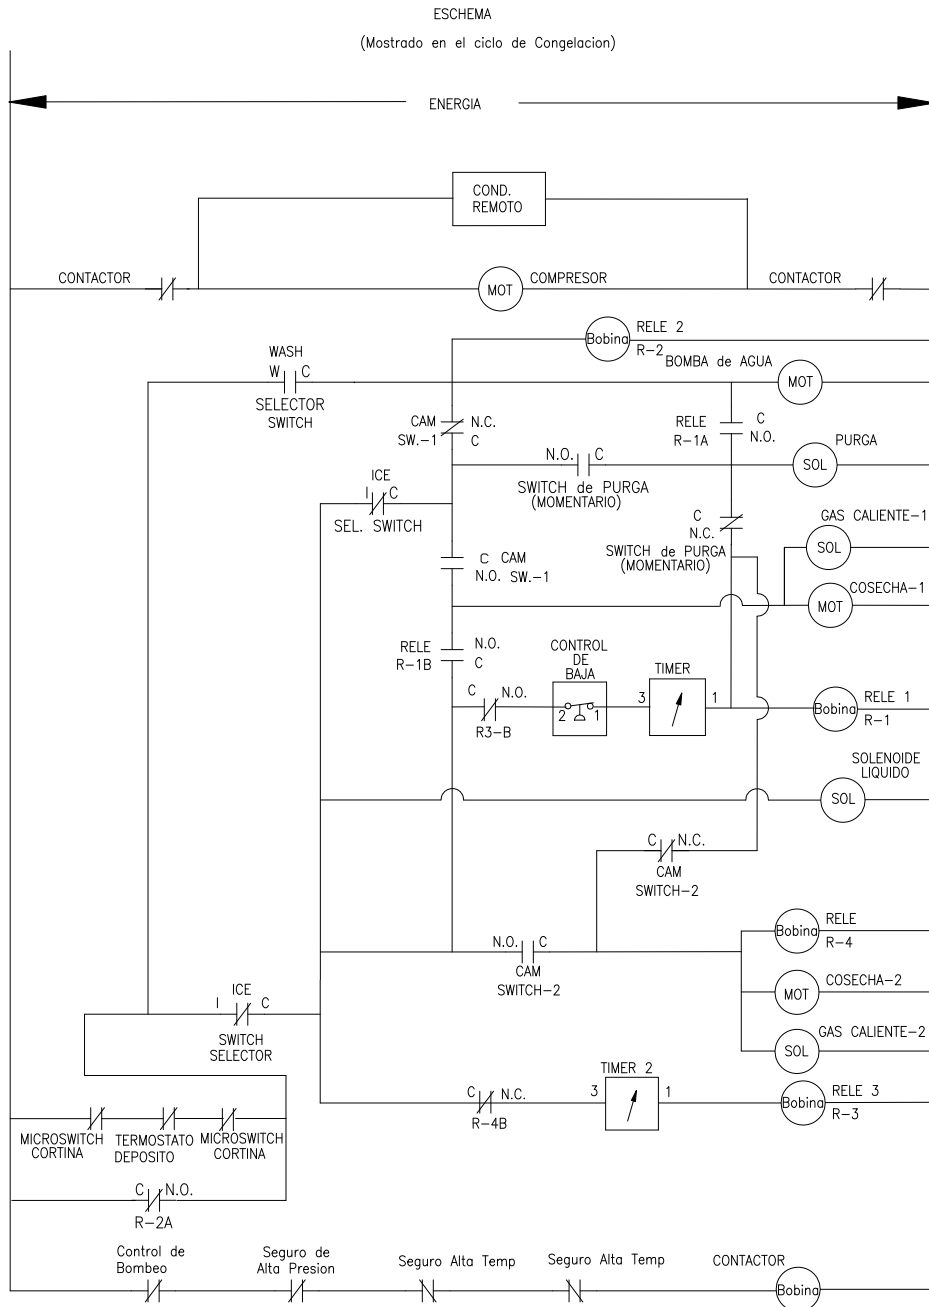 ESCHEMA
(Mostrado en el ciclo de Congelacion)
ENERGIA
COND.
REMOTO
CONTACTOR
MOT
COMPRESOR
CONTACTOR
Bobina
RELE 2
R-2
WASH
W C
SELECTOR
SWITCH
BOMBA de AGUA
MOT
CAM
SW.-1
N.C.
C
RELE
R-1A
C
N.O.
N.O. C
SWITCH de PURGA
(MOMENTARIO)
PURGA
SOL
ICE
I C
SEL. SWITCH
C
N.C.
SWITCH de PURGA
(MOMENTARIO)
GAS CALIENTE-1
SOL
C CAM
N.O. SW.-1
COSECHA-1
MOT
RELE
R-1B
N.O.
C
C N.O.
R3-B
CONTROL
DE
BAJA
2 1
TIMER
3 1
Bobina
RELE 1
R-1
SOLENOIDE
LIQUIDO
SOL
C N.C.
CAM
SWITCH-2
N.O. C
CAM
SWITCH-2
Bobina
RELE
R-4
MOT
COSECHA-2
SOL
GAS CALIENTE-2
ICE
I C
SWITCH
SELECTOR
C N.C.
R-4B
TIMER 2
3 1
Bobina
RELE 3
R-3
MICROSWITCH
CORTINA
TERMOSTATO
DEPOSITO
MICROSWITCH
CORTINA
C N.O.
R-2A
Control de
Bombeo
Seguro de
Alta Presion
Seguro Alta Temp
Seguro Alta Temp
CONTACTOR
Bobina